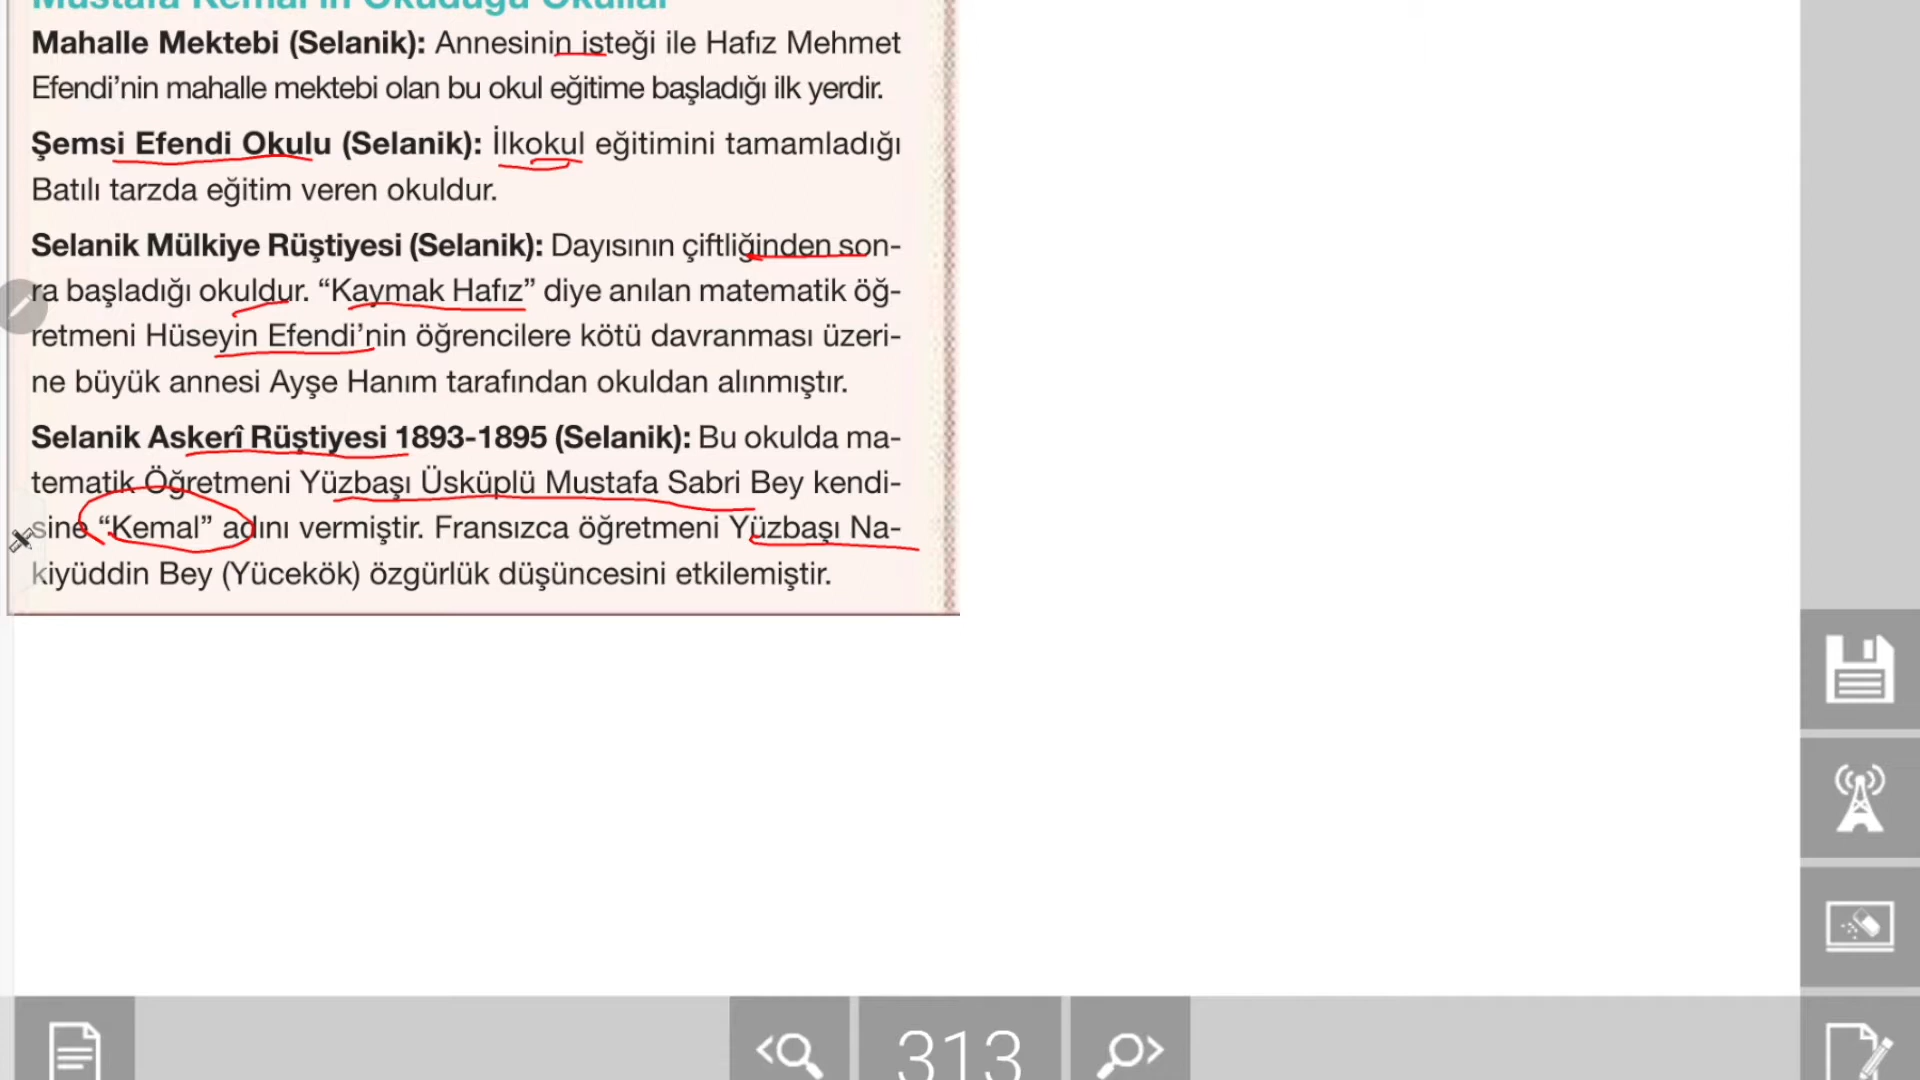 Mustafa Kemal'in Okuduğu Okullar
Mahalle Mektebi (Selanik): Annesinin isteği ile Hafız Mehmet
Efendi’nin mahalle mektebi olan bu okul eğitime başladığı ilk yerdir.
Şemsi Efendi Okulu (Selanik): İlkokul eğitimini tamamladığı
Batılı tarzda eğitim veren okuldur.
Selanik Mülkiye Rüştiyesi (Selanik): Dayısının çiftliğinden son-
ra başladığı okuldur. “Kaymak Hafız” diye anılan matematik öğ-
retmeni Hüseyin Efendi’nin öğrencilere kötü davranması üzeri-
ne büyük annesi Ayşe Hanım tarafından okuldan alınmıştır.
Selanik Askerî Rüştiyesi 1893-1895 (Selanik): Bu okulda ma-
tematik Öğretmeni Yüzbaşı Üsküplü Mustafa Sabri Bey kendi-
sine “Kemal” adını vermiştir. Fransızca öğretmeni Yüzbaşı Na-
kiyüddin Bey (Yücekök) özgürlük düşüncesini etkilemiştir.
313